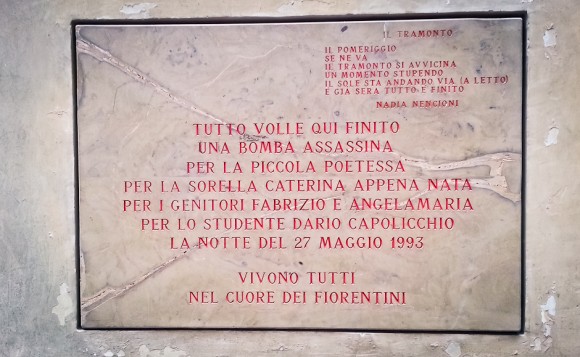 IL TRAMONTO
IL POMERIGGIO
SE NE VA
IL TRAMONTO SI AVVICINA
UN MOMENTO STUPENDO
IL SOLE STA ANDANDO VIA (A LETTO)
E GIA SERA TUTTO E FINITO
NADIA NENCIONI
TUTTO VOLLE QUI FINITO
UNA BOMBA ASSASSINA
PER LA PICCOLA POETESSA
PER LA SORELLA CATERINA APPENA NATA
PER I GENITORI FABRIZIO E ANGELAMARIA
PER LO STUDENTE DARIO CAPOLICCHIO
LA NOTTE DEL 27 MAGGIO 1993
VIVONO TUTTI
NEL CUORE DEI FIORENTINI